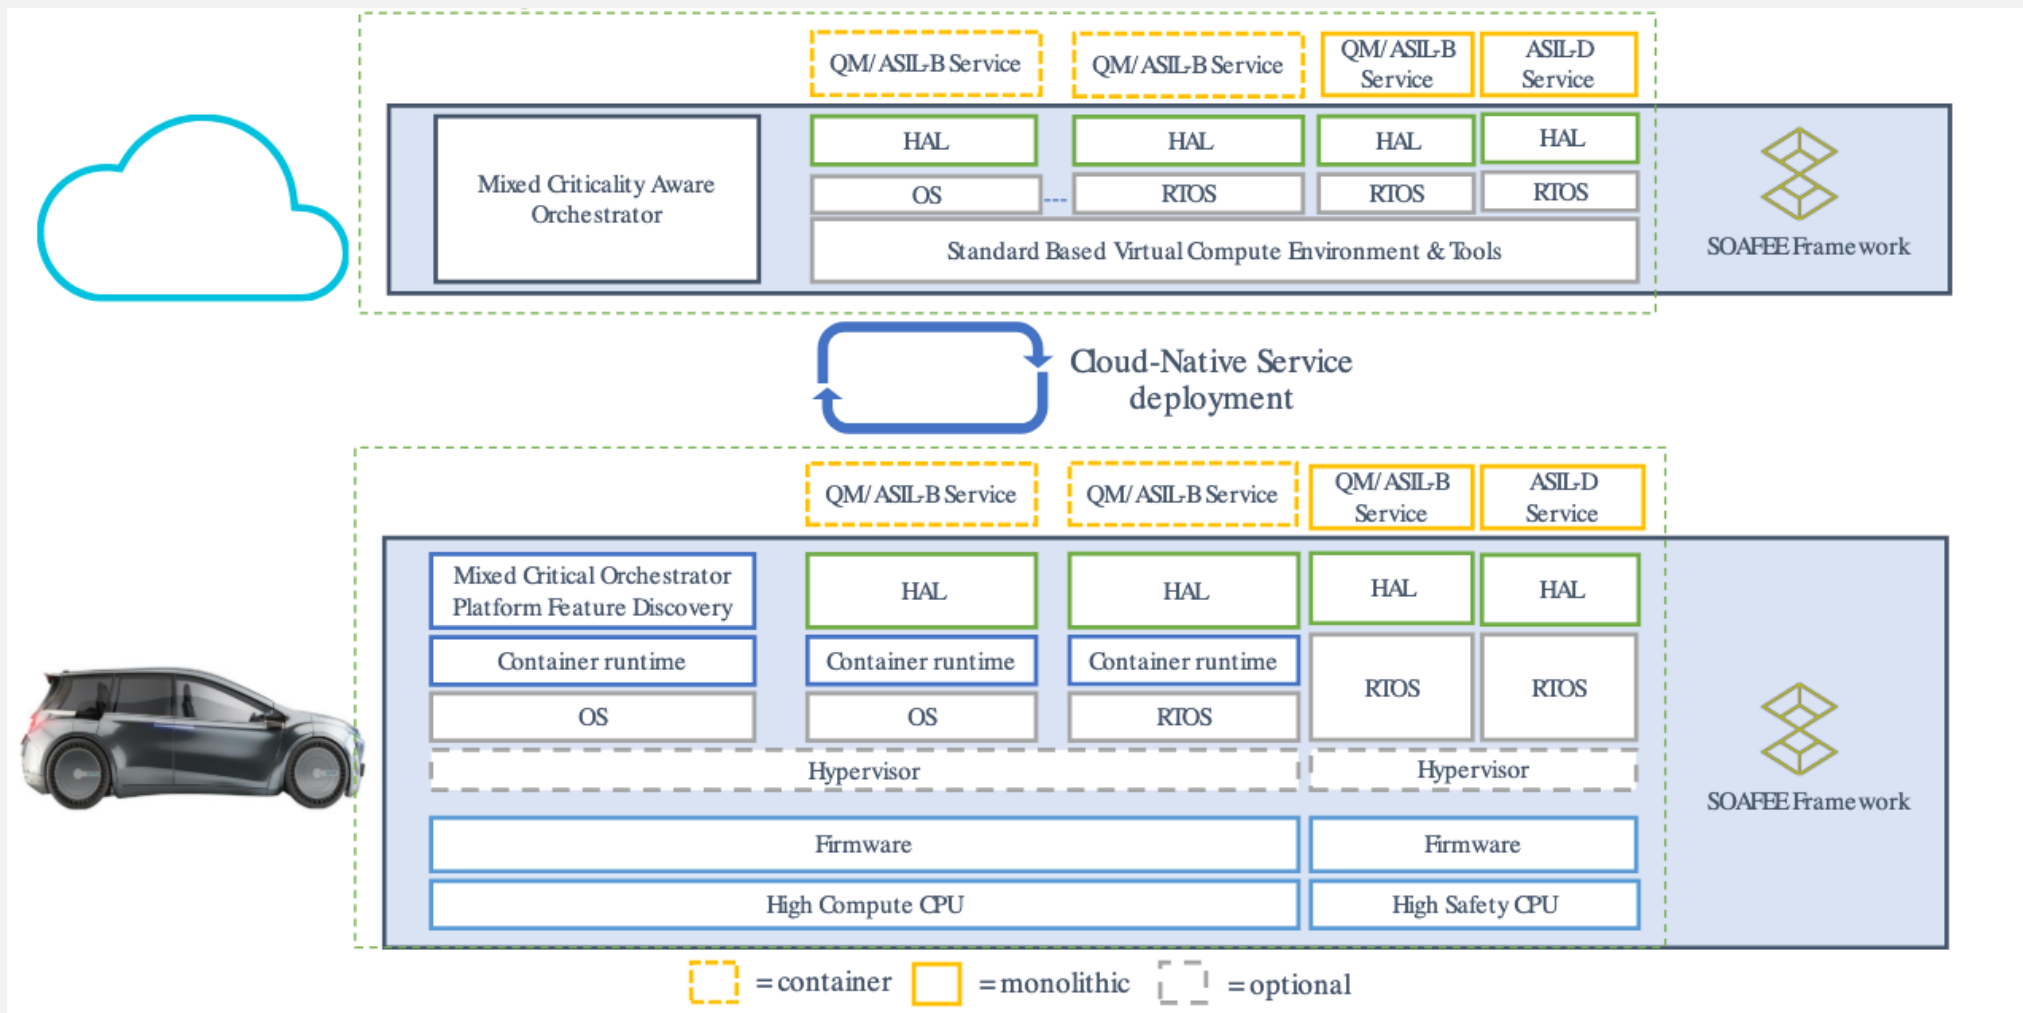 QM/ASIL-B Service
QM/ASIL-B Service
QM/ASIL-B
Service
ASIL-D
Service
Mixed Criticality Aware
Orchestrator
HAL
HAL
HAL
HAL
OS
---
RTOS
RTOS
RTOS
Standard Based Virtual Compute Environment & Tools
SOAFEE Framework
Cloud-Native Service
deployment
QM/ASIL-B Service
QM/ASIL-B Service
QM/ASIL-B
Service
ASIL-D
Service
Mixed Critical Orchestrator
Platform Feature Discovery
HAL
HAL
HAL
HAL
Container runtime
Container runtime
Container runtime
RTOS
RTOS
OS
OS
RTOS
Hypervisor
Hypervisor
SOAFEE Framework
Firmware
Firmware
High Compute CPU
High Safety CPU
=container
=monolithic
=optional